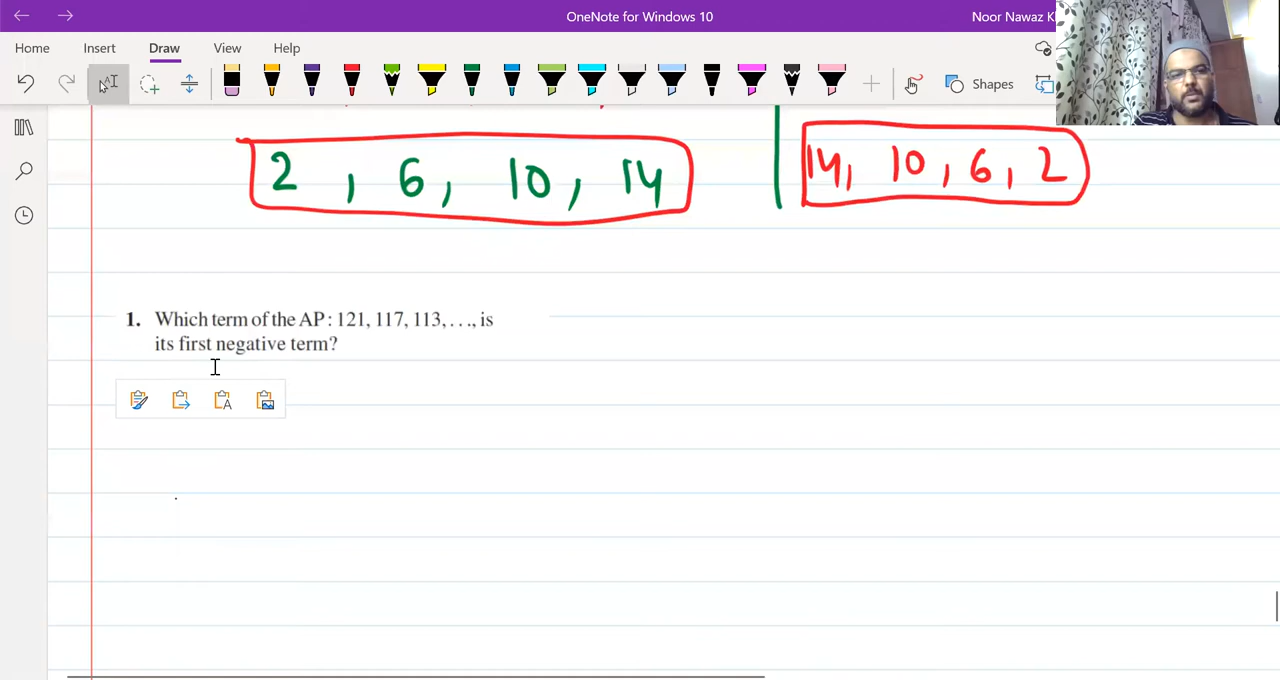 OneNote for Windows 10
Noor Nawaz K
Home Insert Draw View Help
Shapes
2 , 6, 10, 14
14, 10, 6, 2
1. Which term of the AP : 121, 117, 113, . . ., is
its first negative term?